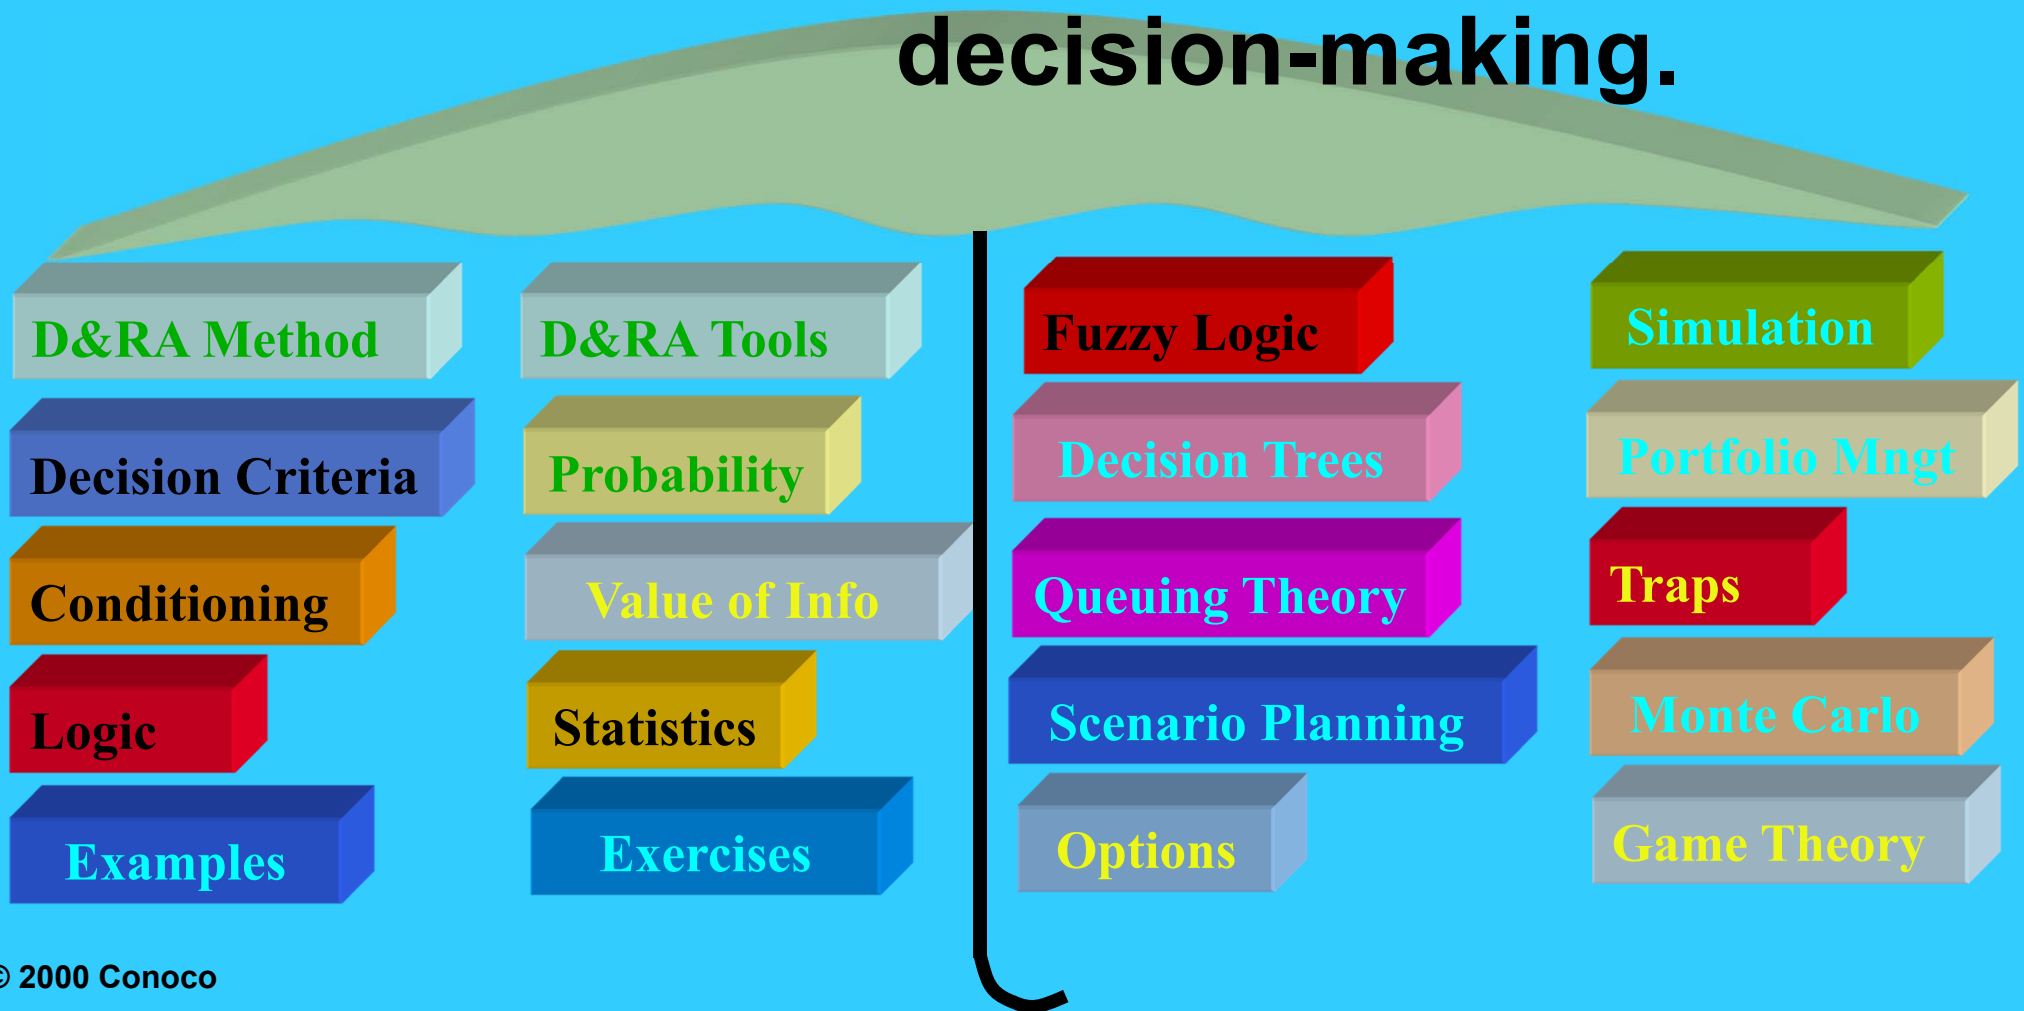 decision-making.
D&RA Method
D&RA Tools
Fuzzy Logic
Simulation
Decision Criteria
Probability
Decision Trees
Portfolio Mngt
Conditioning
Value of Info
Queuing Theory
Traps
Logic
Statistics
Scenario Planning
Monte Carlo
Examples
Exercises
Options
Game Theory
© 2000 Conoco